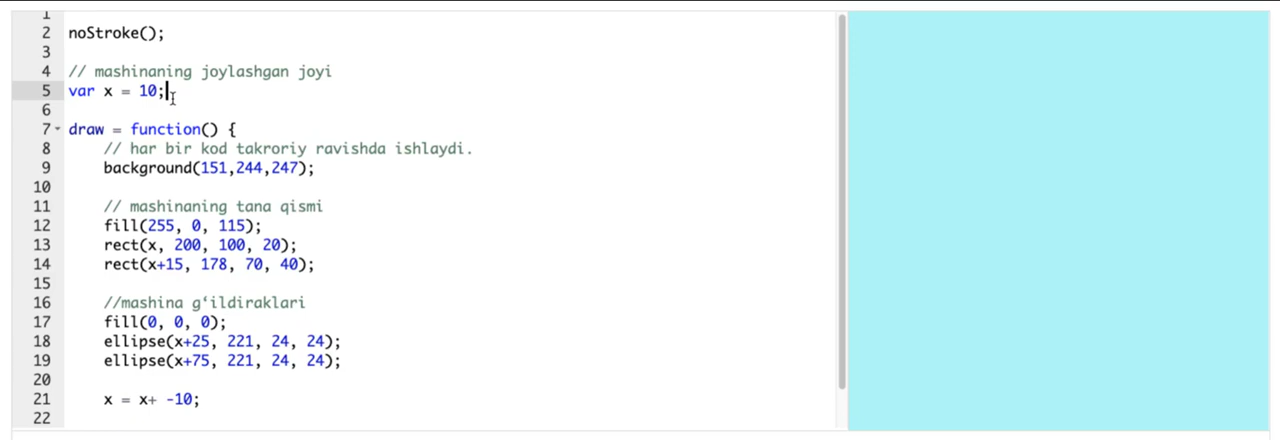 1
2 noStroke();
3
4 // mashinaning joylashgan joyi
5 var x = 10;
6
7 draw = function() {
8 // har bir kod takroriy ravishda ishlaydi.
9 background(151,244,247);
10
11 // mashinaning tana qismi
12 fill(255, 0, 115);
13 rect(x, 200, 100, 20);
14 rect(x+15, 178, 70, 40);
15
16 //mashina g‘ildiraklari
17 fill(0, 0, 0);
18 ellipse(x+25, 221, 24, 24);
19 ellipse(x+75, 221, 24, 24);
20
21 x = x+ -10;
22